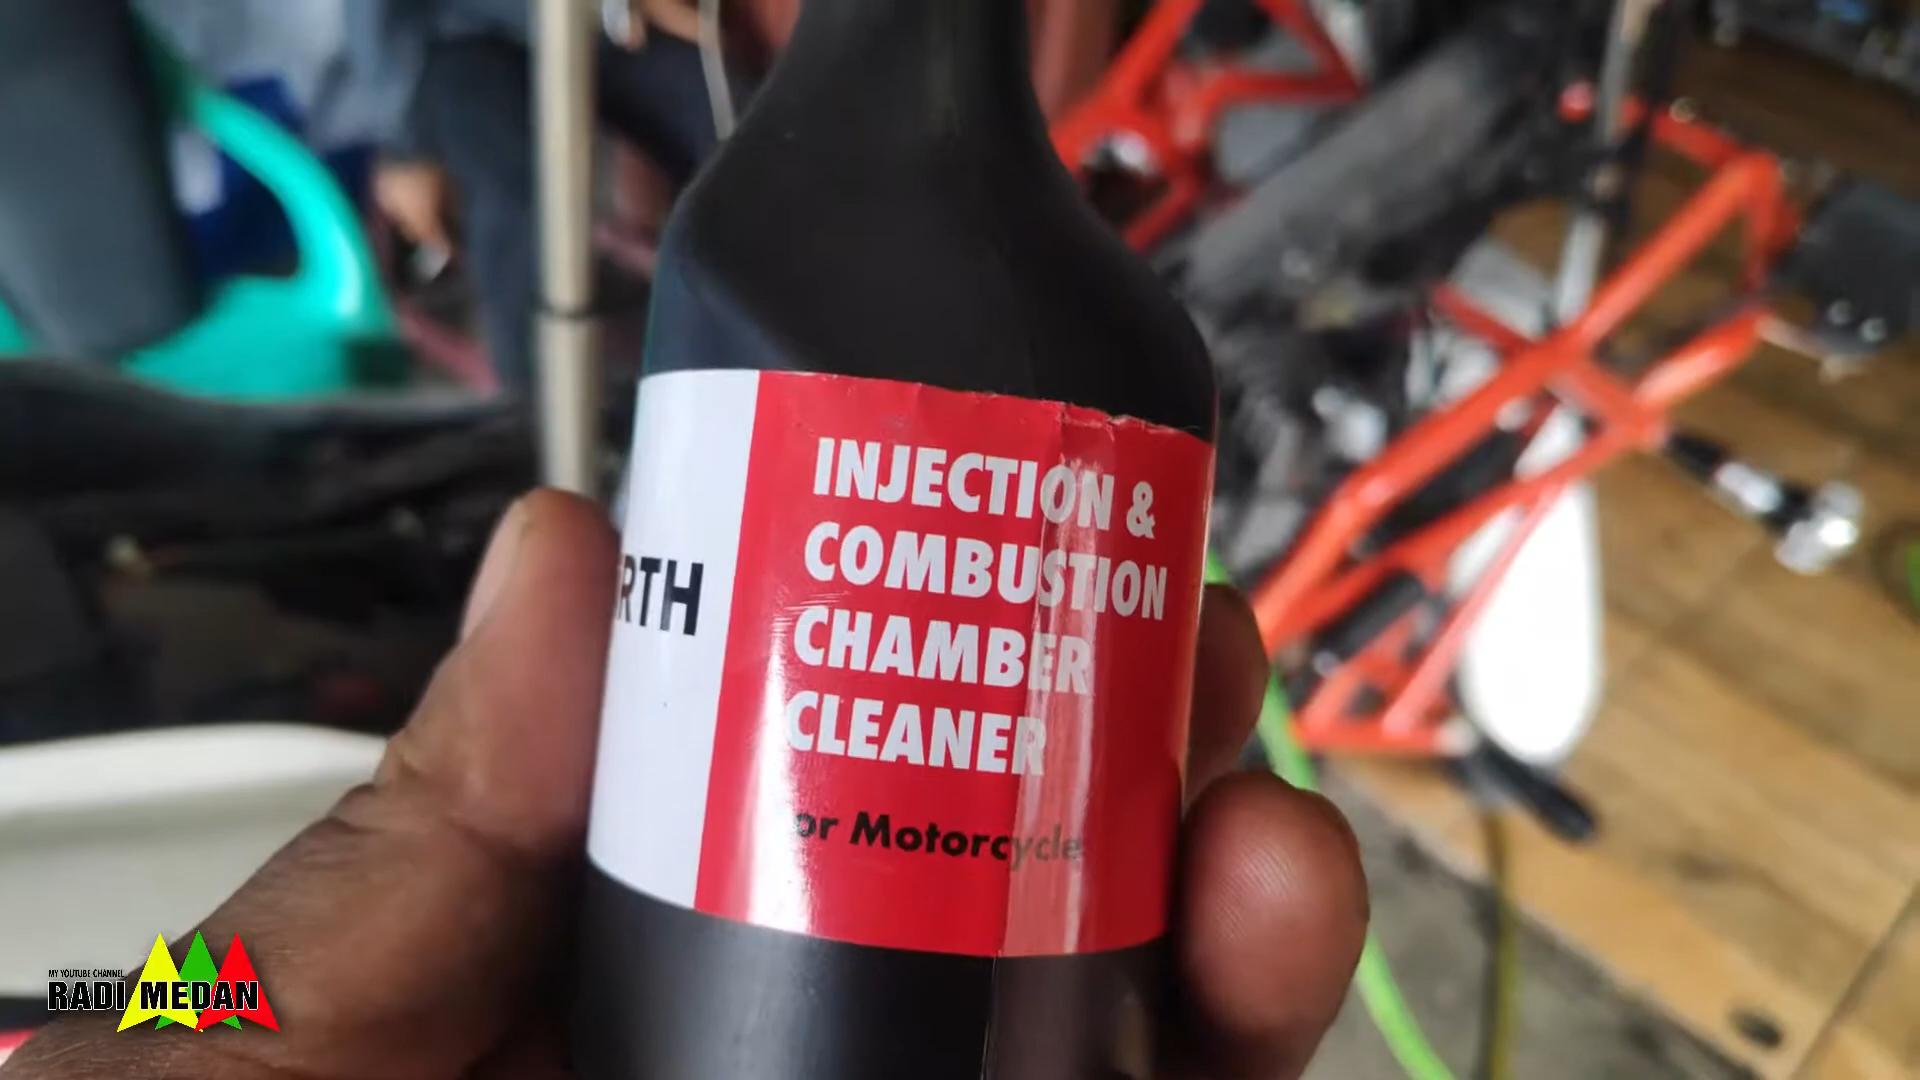 INJECTION &
COMBUSTION
CHAMBER
CLEANER
or Motorcycle
RTH
MY YOUTUBE CHANNEL
RADI MEDAN